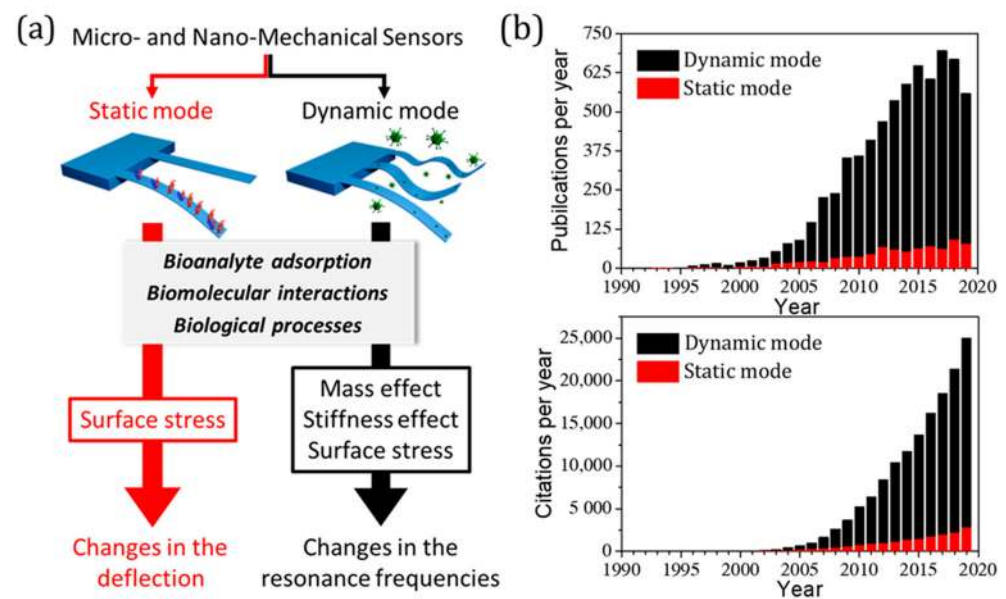 (a)
Micro- and Nano-Mechanical Sensors
Static mode
Dynamic mode
Bioanalyte adsorption
Biomolecular interactions
Biological processes
Surface stress
Mass effect
Stiffness effect
Surface stress
Changes in the
deflection
Changes in the
resonance frequencies
(b)
Pubilcations per year
750
625
500
375
250
125
0
Dynamic mode
Static mode
1990 1995 2000 2005 2010 2015 2020
Year
Citations per year
25,000
20,000
15,000
10,000
5 000
0
Dynamic mode
Static mode
1990 1995 2000 2005 2010 2015 2020
Year